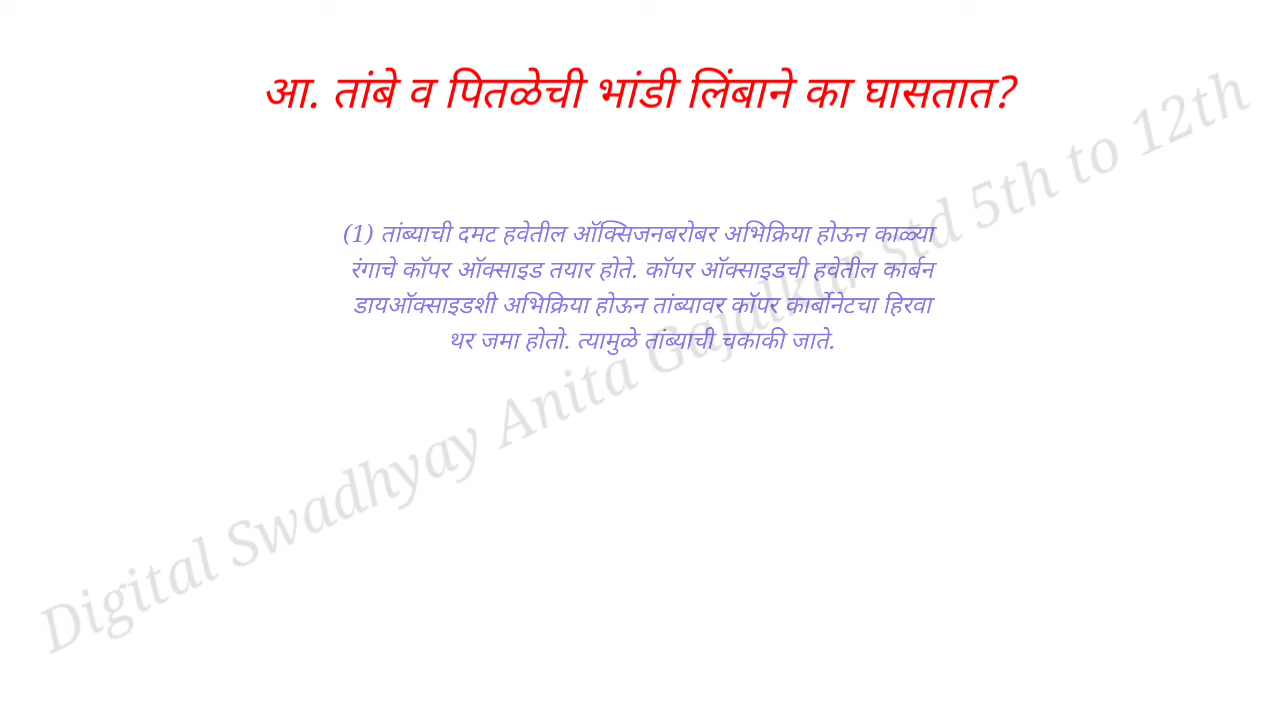 आ. तांबे व पितळेची भांडी लिंबाने का घासतात?
(1) तांब्याची दमट हवेतील ऑक्सिजनबरोबर अभिक्रिया होऊन काळ्या
रंगाचे कॉपर ऑक्साइड तयार होते. कॉपर ऑक्साइडची हवेतील कार्बन
डायऑक्साइडशी अभिक्रिया होऊन तांब्यावर कॉपर कार्बोनेटचा हिरवा
थर जमा होतो. त्यामुळे तांब्याची चकाकी जाते.
Digital Swadhyay Anita Gajalkar std 5th to 12th